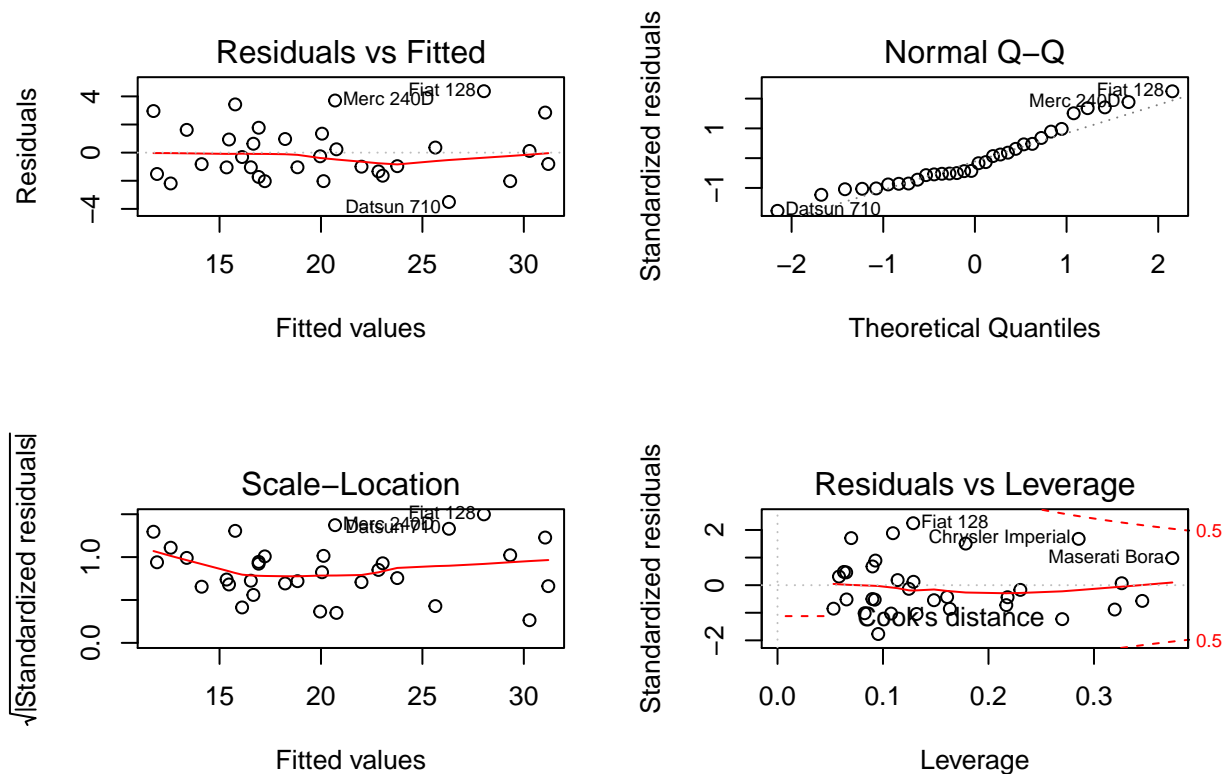 Residuals vs Fitted
Residuals
4
0
−4
Fiat 128
Merc 240D
Datsun 710
15 20 25 30
Fitted values
Normal Q−Q
Standardized residuals
1
−1
Fiat 128
Merc 240D
Datsun 710
−2 −1 0 1 2
Theoretical Quantiles
Scale−Location
√|Standardized residuals|
1.0
0.0
Fiat 128
Merc 240D
Datsun 710
15 20 25 30
Fitted values
Residuals vs Leverage
Standardized residuals
2
0
−2
Fiat 128
Chrysler Imperial
Maserati Bora
0.5
Cook's distance
0.5
0.0 0.1 0.2 0.3
Leverage